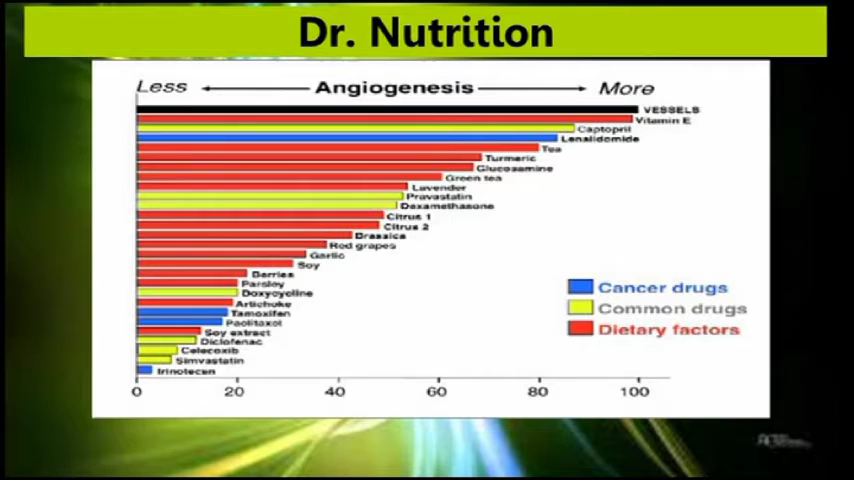 Dr. Nutrition
Less Angiogenesis More
VESSELS
Vitamin E
Captopril
Lenalidomide
Tea
Turmeric
Glucosamine
Green tea
Lavender
Pravastatin
Dexamethasone
Citrus 1
Citrus 2
Brassica
Red grapes
Garlic
Soy
Berries
Parsley
Doxycycline
Artichoke
Tamoxifen
Paclitaxol
Soy extract
Diclofenac
Celecoxib
Simvastatin
Irinotecan
Cancer drugs
Common drugs
Dietary factors
0 20 40 60 80 100